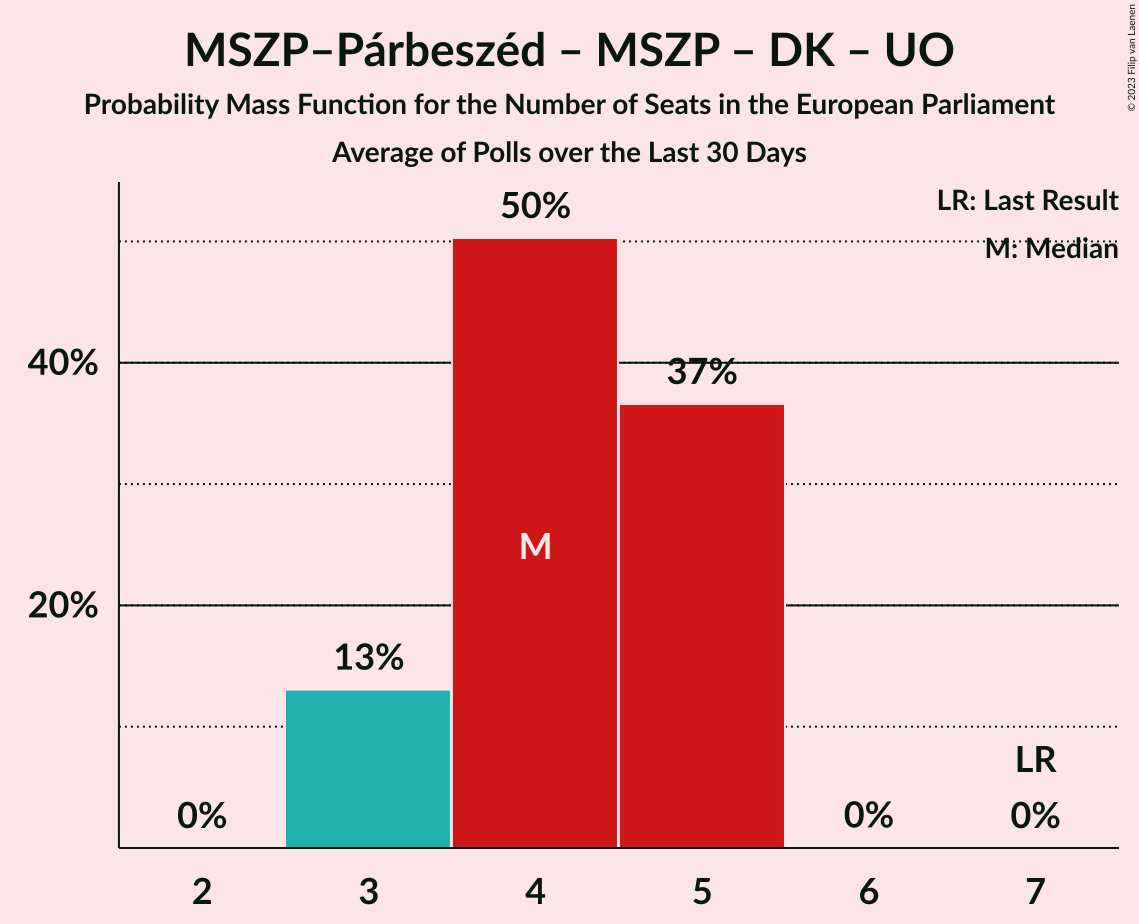 MSZP–Párbeszéd – MSZP – DK – UO
Probability Mass Function for the Number of Seats in the European Parliament
Average of Polls over the Last 30 Days
© 2023 Filip van Laenen
LR: Last Result
M: Median
50%
40%
37%
M
20%
13%
LR
0%
0%
0%
2
3
4
5
6
7